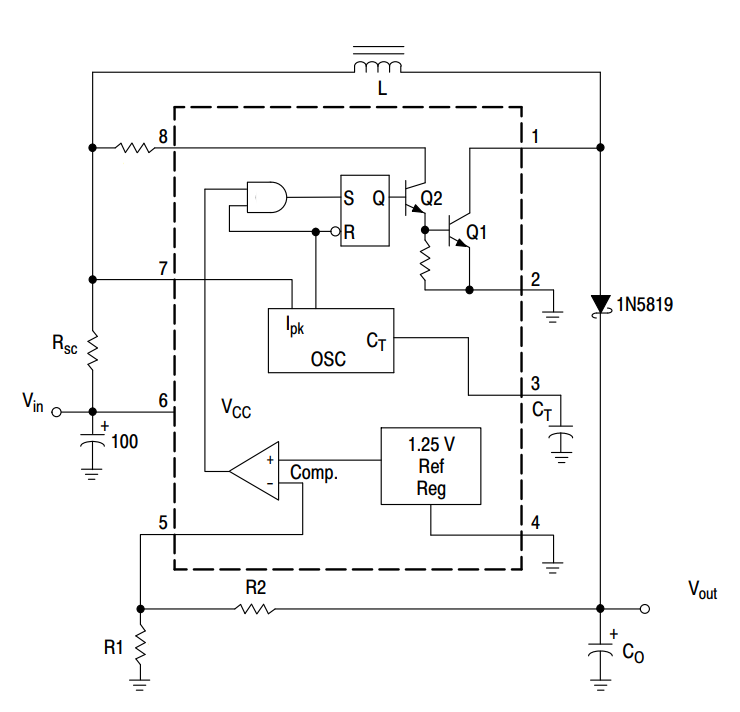 L
8
1
S
Q
Q2
R
Q1
7
2
Ipk
CT
OSC
1N5819
Rsc
3
Vin
6
VCC
CT
+
100
1.25 V
Ref
Reg
+
Comp.
-
5
4
R2
Vout
R1
+
CO